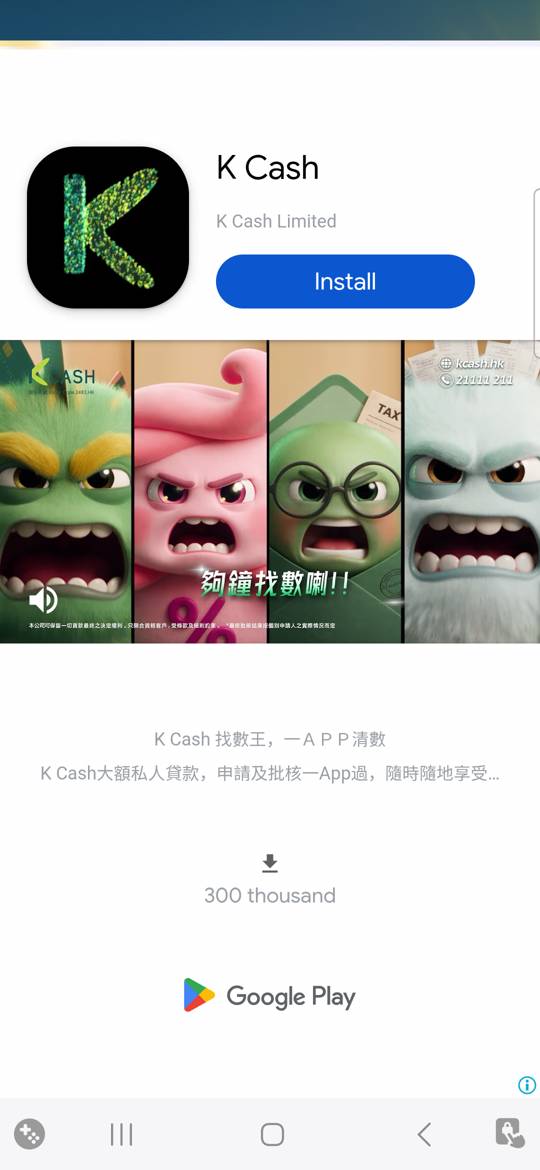 K Cash
K Cash Limited
Install
KCASH
kcash.hk
21111 211
TAX
夠鐘找數喇!!
%
K Cash 找數王，一ＡＰＰ清數
K Cash大額私人貸款，申請及批核一App過，隨時隨地享受...
300 thousand
Google Play